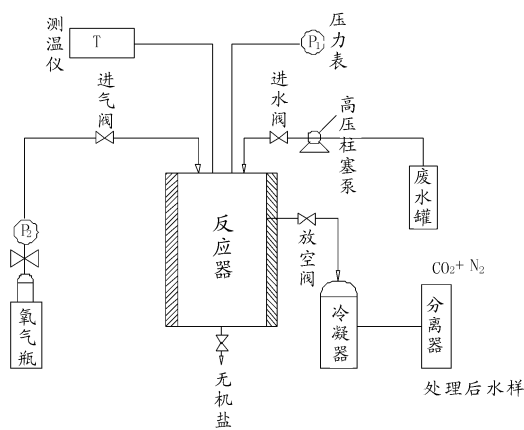 测温仪
T
P1
压力表
进气阀
进水阀
高压柱塞泵
废水罐
P2
反应器
放空阀
CO2+ N2
氧气瓶
冷凝器
分离器
无机盐
处理后水样